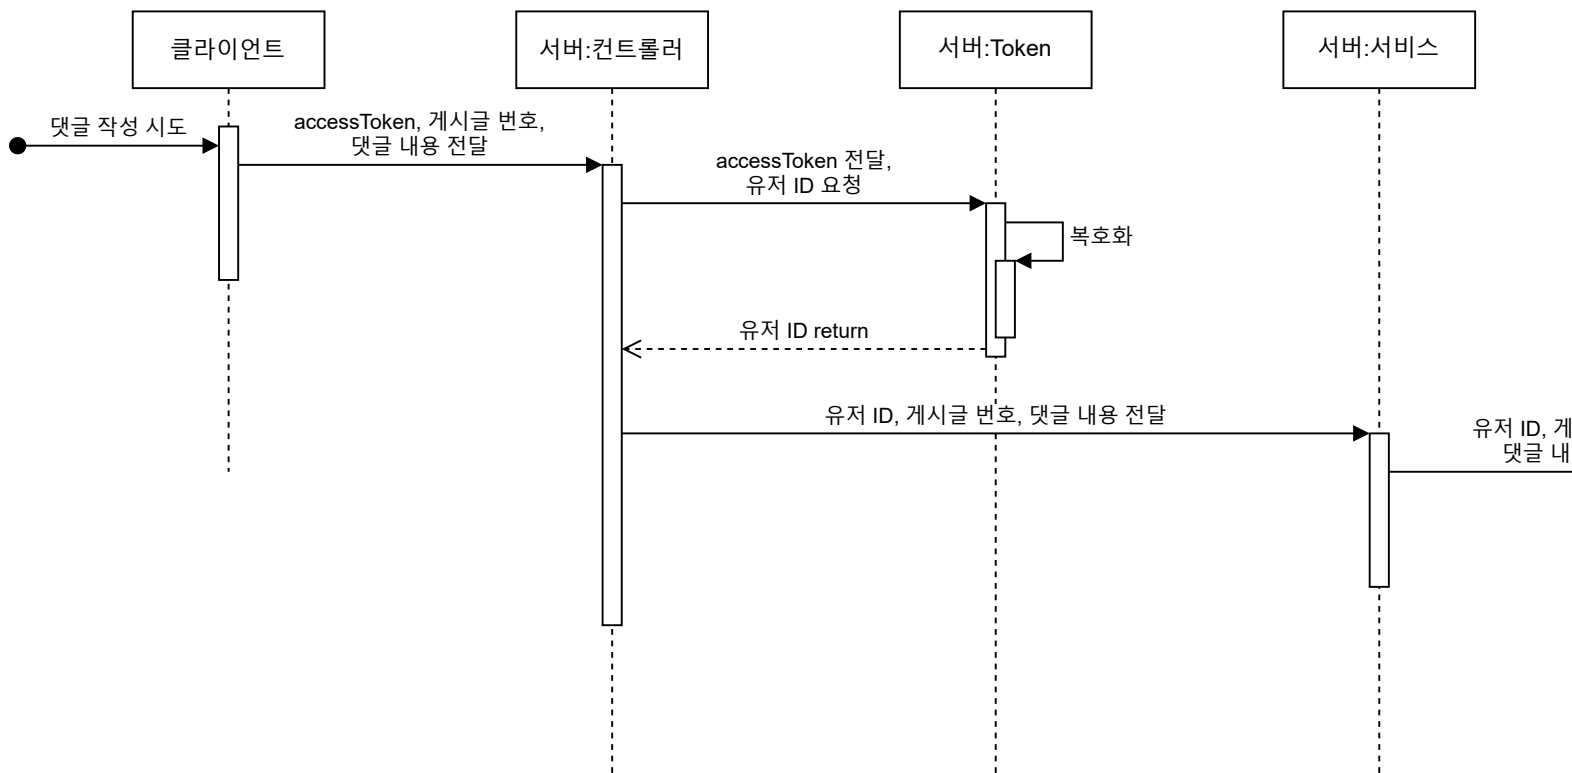 클라이언트
서버:컨트롤러
서버:Token
서버:서비스
댓글 작성 시도
accessToken, 게시글 번호,
댓글 내용 전달
accessToken 전달,
유저 ID 요청
복호화
유저 ID return
유저 ID, 게시글 번호, 댓글 내용 전달
유저 ID, 게
댓글 내